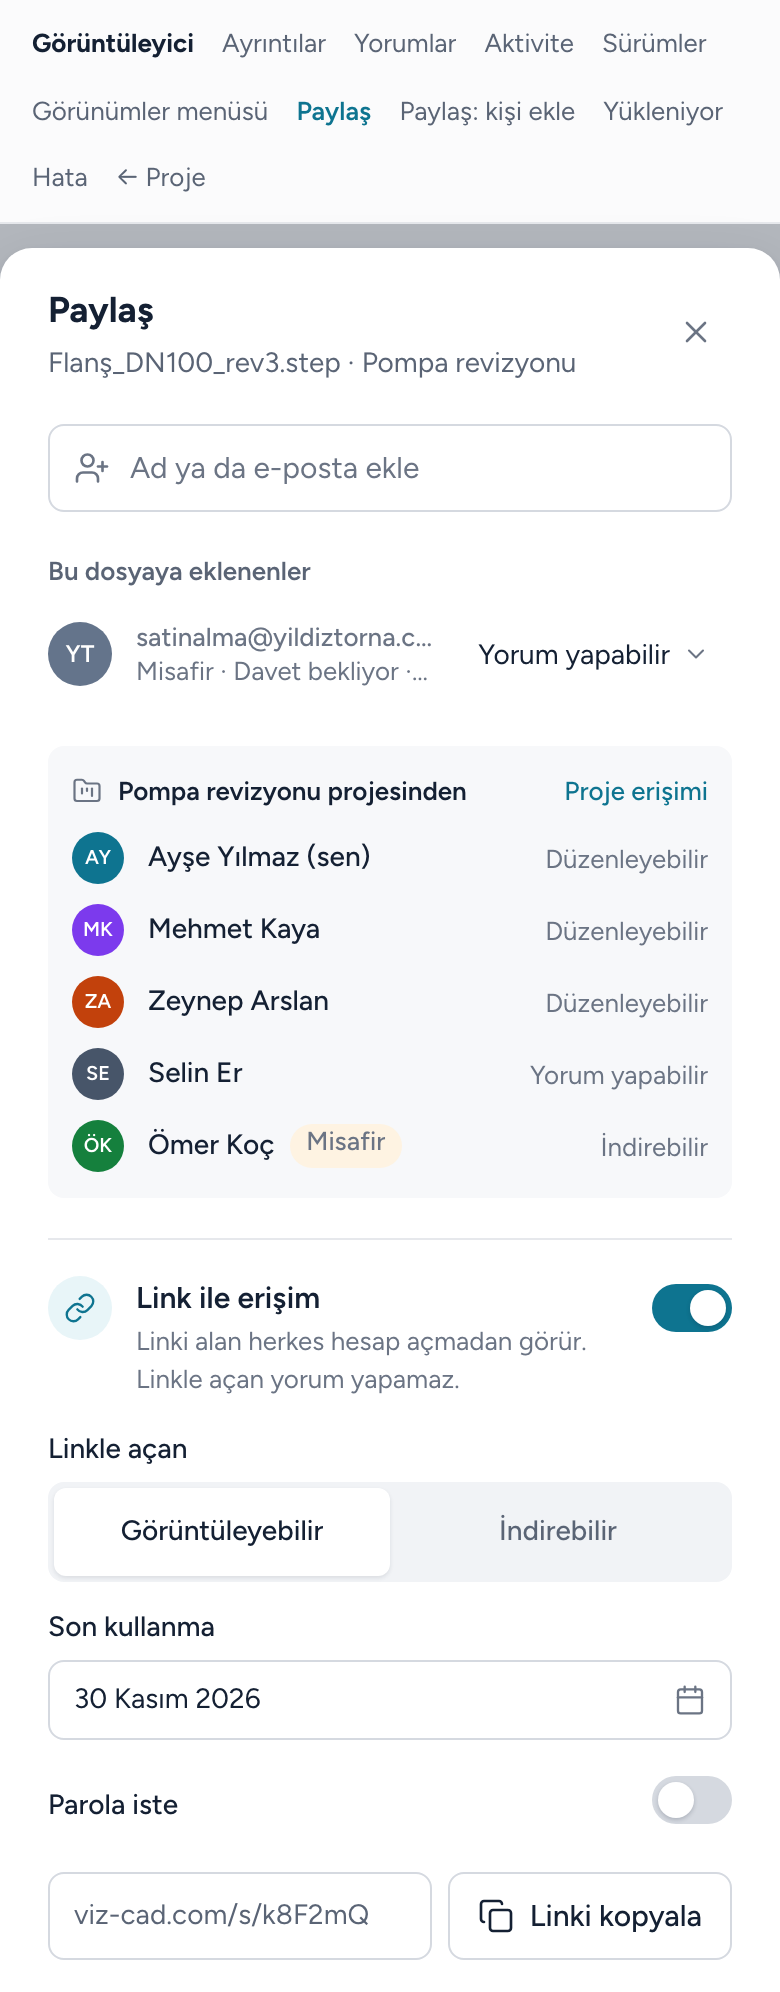 Görüntüleyici Ayrıntılar Yorumlar Aktivite Sürümler
Görünümler menüsü Paylaş Paylaş: kişi ekle Yükleniyor
Hata ← Proje
Paylaş
Flanş_DN100_rev3.step · Pompa revizyonu
Ad ya da e-posta ekle
Bu dosyaya eklenenler
YT
satinalma@yildiztorna.c...
Misafir · Davet bekliyor ·...
Yorum yapabilir
Pompa revizyonu projesinden Proje erişimi
AY Ayşe Yılmaz (sen) Düzenleyebilir
MK Mehmet Kaya Düzenleyebilir
ZA Zeynep Arslan Düzenleyebilir
SE Selin Er Yorum yapabilir
ÖK Ömer Koç Misafir İndirebilir
Link ile erişim
Linki alan herkes hesap açmadan görür.
Linkle açan yorum yapamaz.
Linkle açan
Görüntüleyebilir İndirebilir
Son kullanma
30 Kasım 2026
Parola iste
viz-cad.com/s/k8F2mQ Linki kopyala